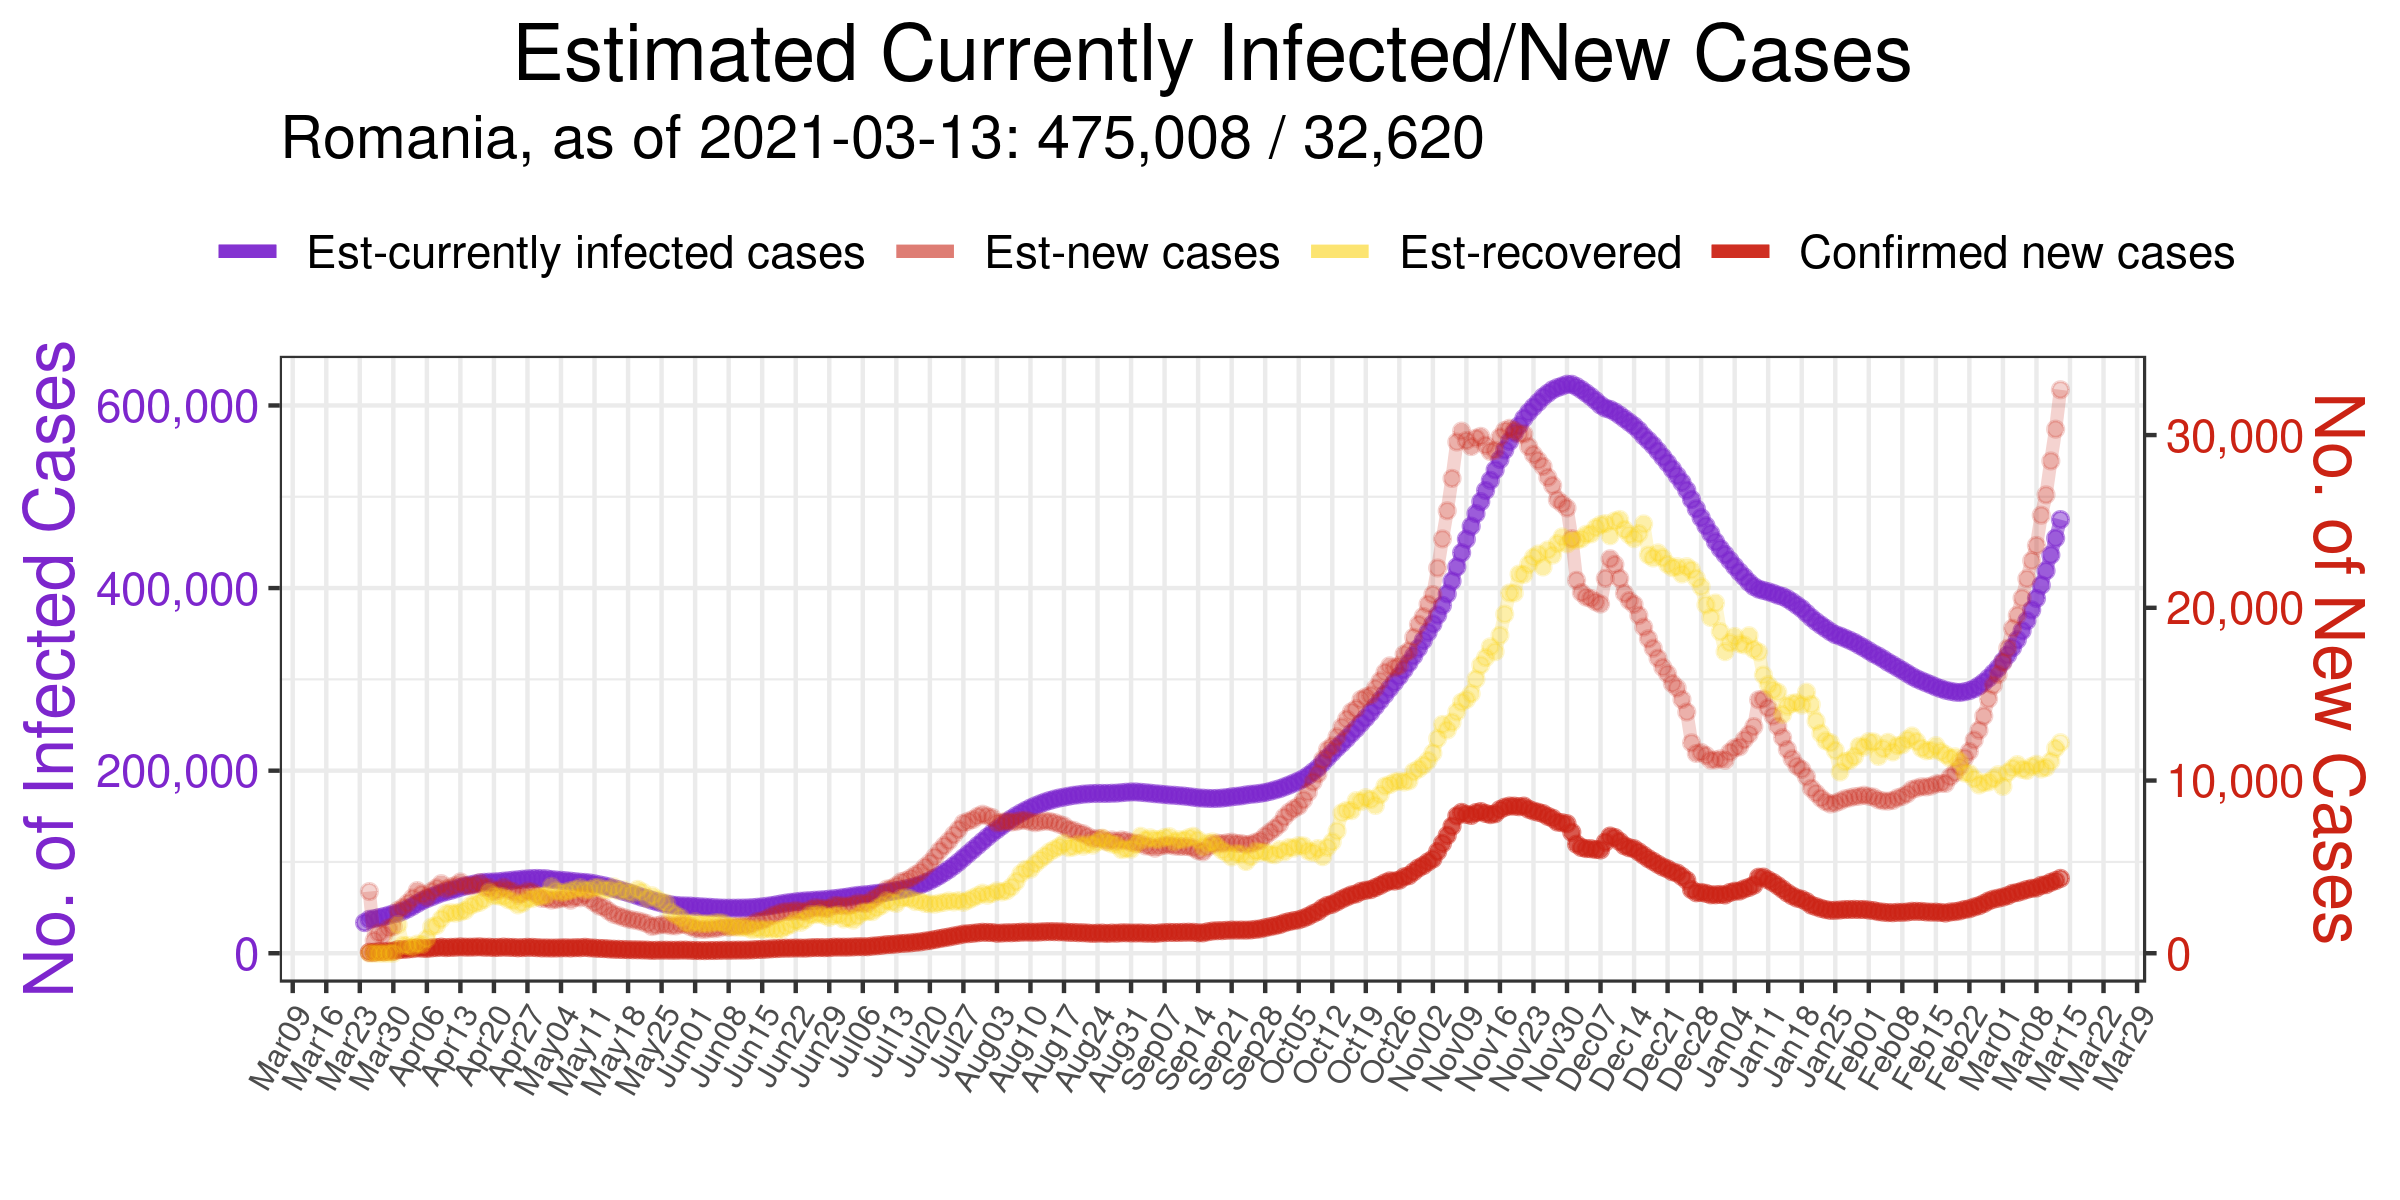 Estimated Currently Infected/New Cases
Romania, as of 2021-03-13: 475,008 / 32,620
Est-currently infected cases Est-new cases Est-recovered Confirmed new cases
No. of Infected Cases
600,000
400,000
200,000
0
30,000
20,000
10,000
0
No. of New Cases
Mar09
Mar16
Mar23
Mar30
Apr06
Apr13
Apr20
Apr27
May04
May11
May18
May25
Jun01
Jun08
Jun15
Jun22
Jun29
Jul06
Jul13
Jul20
Jul27
Aug03
Aug10
Aug17
Aug24
Aug31
Sep07
Sep14
Sep21
Sep28
Oct05
Oct12
Oct19
Oct26
Nov02
Nov09
Nov16
Nov23
Nov30
Dec07
Dec14
Dec21
Dec28
Jan04
Jan11
Jan18
Jan25
Feb01
Feb08
Feb15
Feb22
Mar01
Mar08
Mar15
Mar22
Mar29